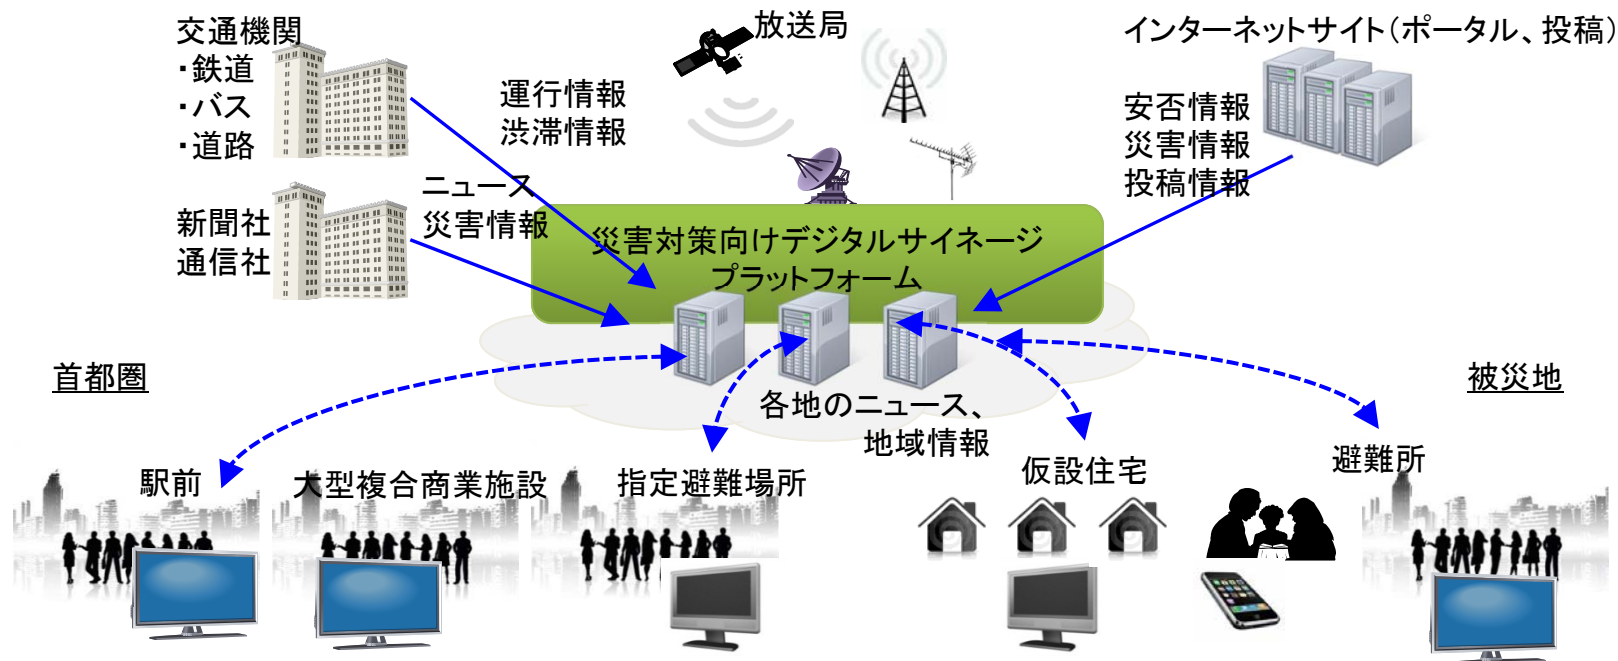 交通機関
・鉄道
・バス
・道路
新聞社
通信社
運行情報
渋滞情報
ニュース
災害情報
放送局
インターネットサイト(ポータル、投稿)
安否情報
災害情報
投稿情報
災害対策向けデジタルサイネージ
プラットフォーム
各地のニュース、
地域情報
首都圏
被災地
駅前
大型複合商業施設
指定避難場所
仮設住宅
避難所